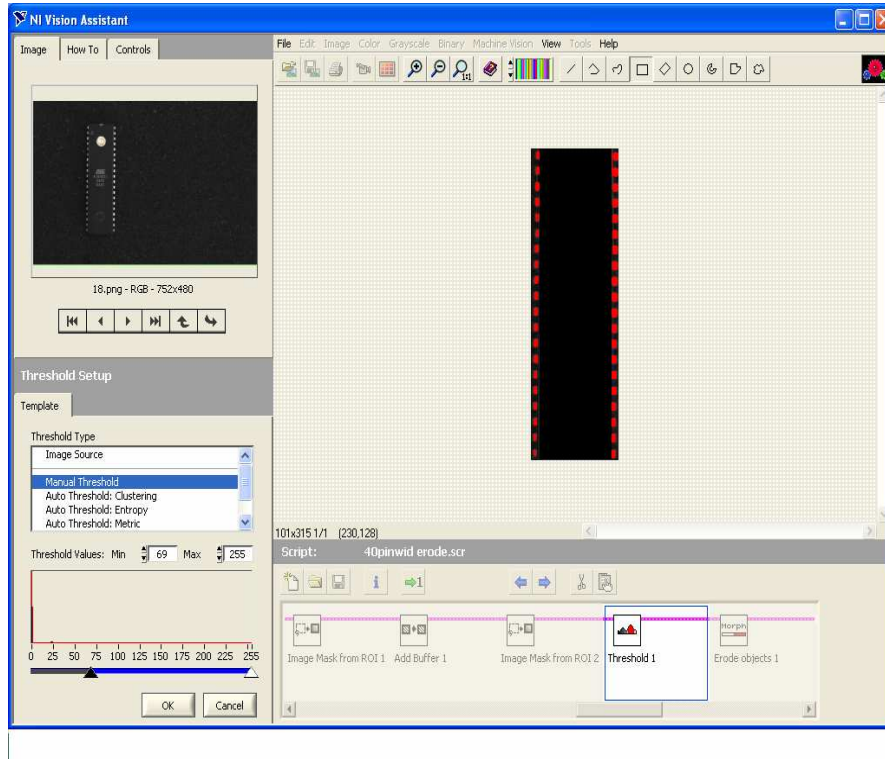 NI Vision Assistant
Image How To Controls
File Edit Image Color Grayscale Binary Machine Vision View Tools Help
1:1
18.png - RGB - 752x480
Threshold Setup
Template
Threshold Type
Image Source
Manual Threshold
Auto Threshold: Clustering
Auto Threshold: Entropy
Auto Threshold: Metric
Threshold Values: Min 69 Max 255
0 25 50 75 100 125 150 175 200 225 255
OK Cancel
101x315 1/1 (230,128)
Script: 40pinwid erode.scr
i 1
Morph
Image Mask from ROI 1 Add Buffer 1 Image Mask from ROI 2 Threshold 1 Erode objects 1